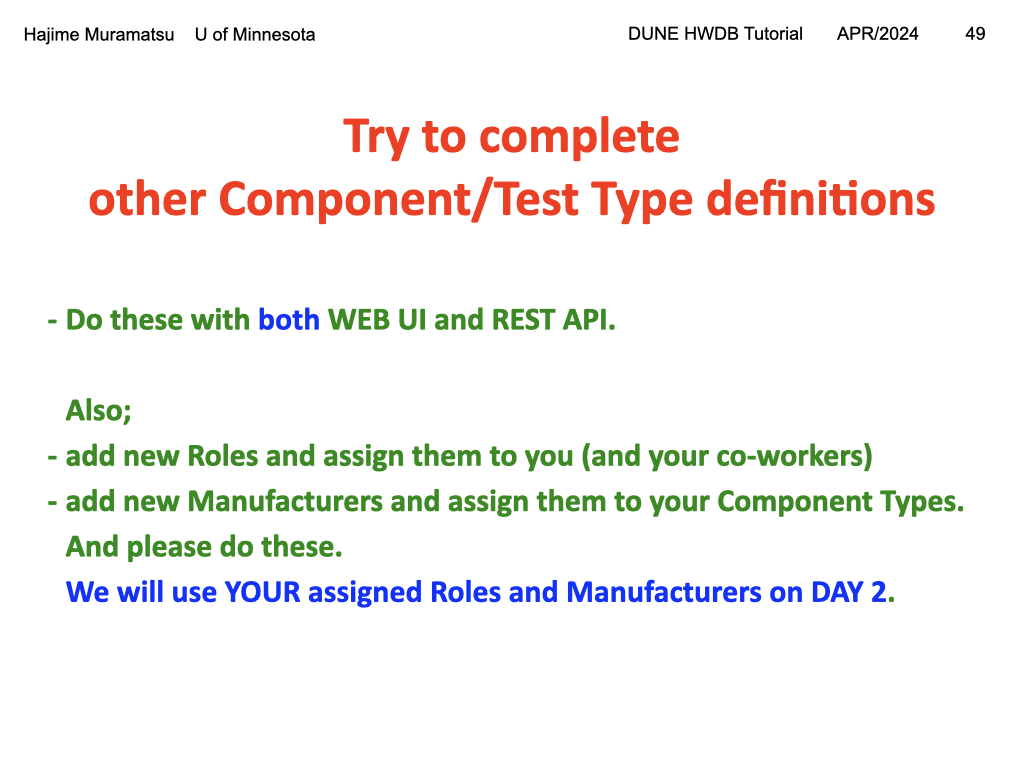 Hajime Muramatsu U of Minnesota DUNE HWDB Tutorial APR/2024 49
Try to complete
other Component/Test Type definitions
- Do these with both WEB UI and REST API.
Also;
- add new Roles and assign them to you (and your co-workers)
- add new Manufacturers and assign them to your Component Types.
And please do these.
We will use YOUR assigned Roles and Manufacturers on DAY 2.